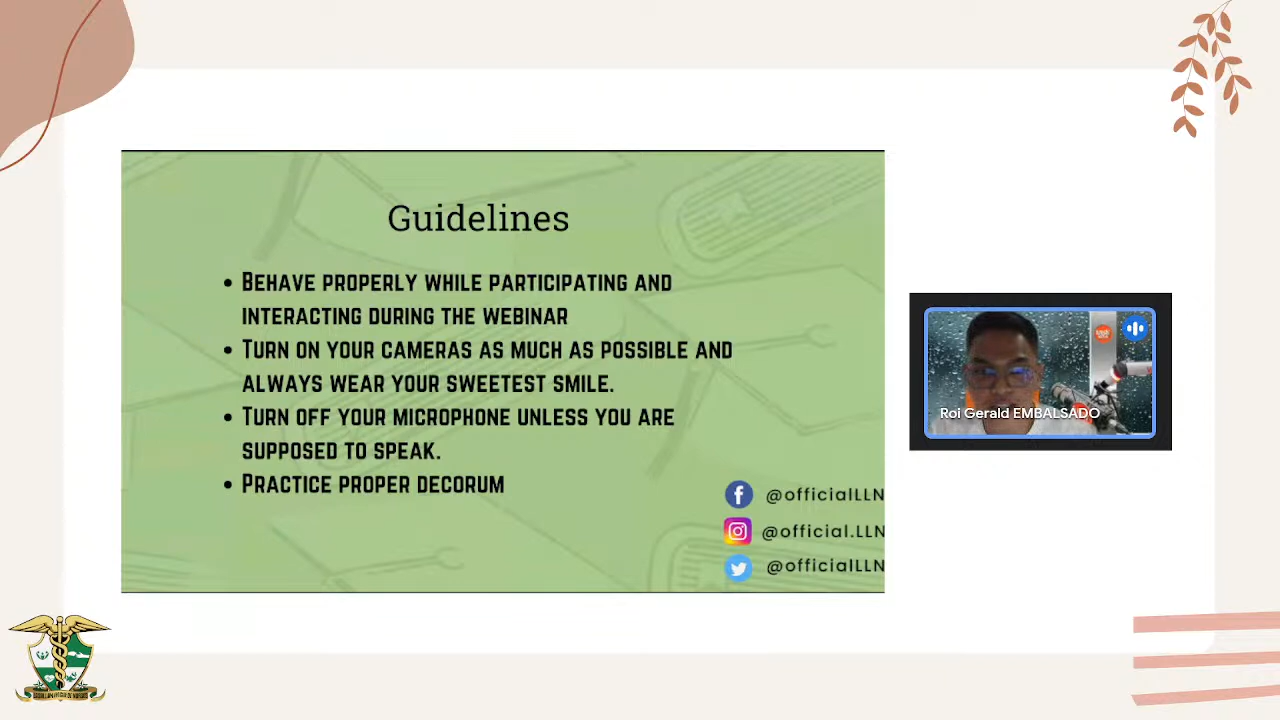 Guidelines
• BEHAVE PROPERLY WHILE PARTICIPATING AND
INTERACTING DURING THE WEBINAR
• TURN ON YOUR CAMERAS AS MUCH AS POSSIBLE AND
ALWAYS WEAR YOUR SWEETEST SMILE.
• TURN OFF YOUR MICROPHONE UNLESS YOU ARE
SUPPOSED TO SPEAK.
• PRACTICE PROPER DECORUM
@officialLLN
@official.LLN
@officialLLN
Roi Gerald EMBALSADO